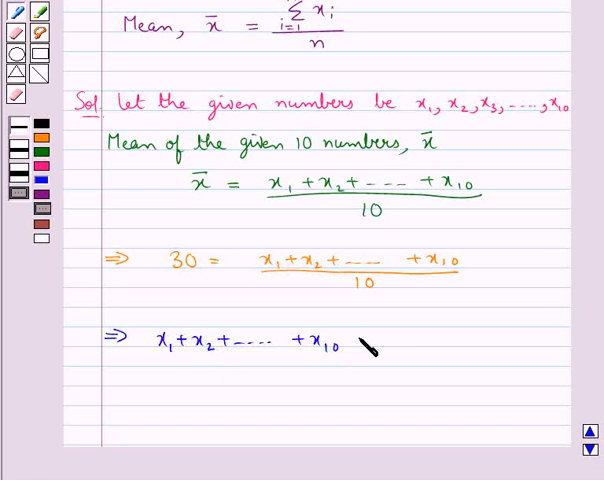 Mean, x̄ = Σ xᵢ
i=1
n
Sol. Let the given numbers be x₁, x₂, x₃, ....., x₁₀
Mean of the given 10 numbers, x̄
x̄ = x₁ + x₂ + ..... + x₁₀
10
⇒ 30 = x₁ + x₂ + ..... + x₁₀
10
⇒ x₁ + x₂ + ..... + x₁₀